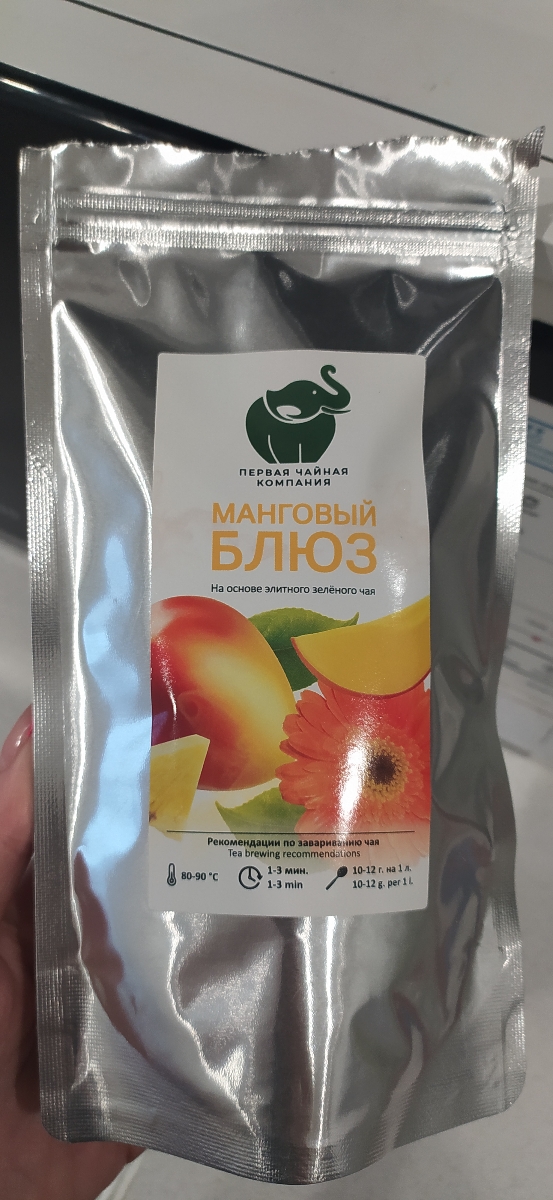 ПЕРВАЯ ЧАЙНАЯ
КОМПАНИЯ
МАНГОВЫЙ
БЛЮЗ
На основе элитного зелёного чая
Рекомендации по завариванию чая
Tea brewing recommendations
80-90 °C
1-3 мин.
1-3 min
10-12 г. на 1 л.
10-12 g. per 1 l.